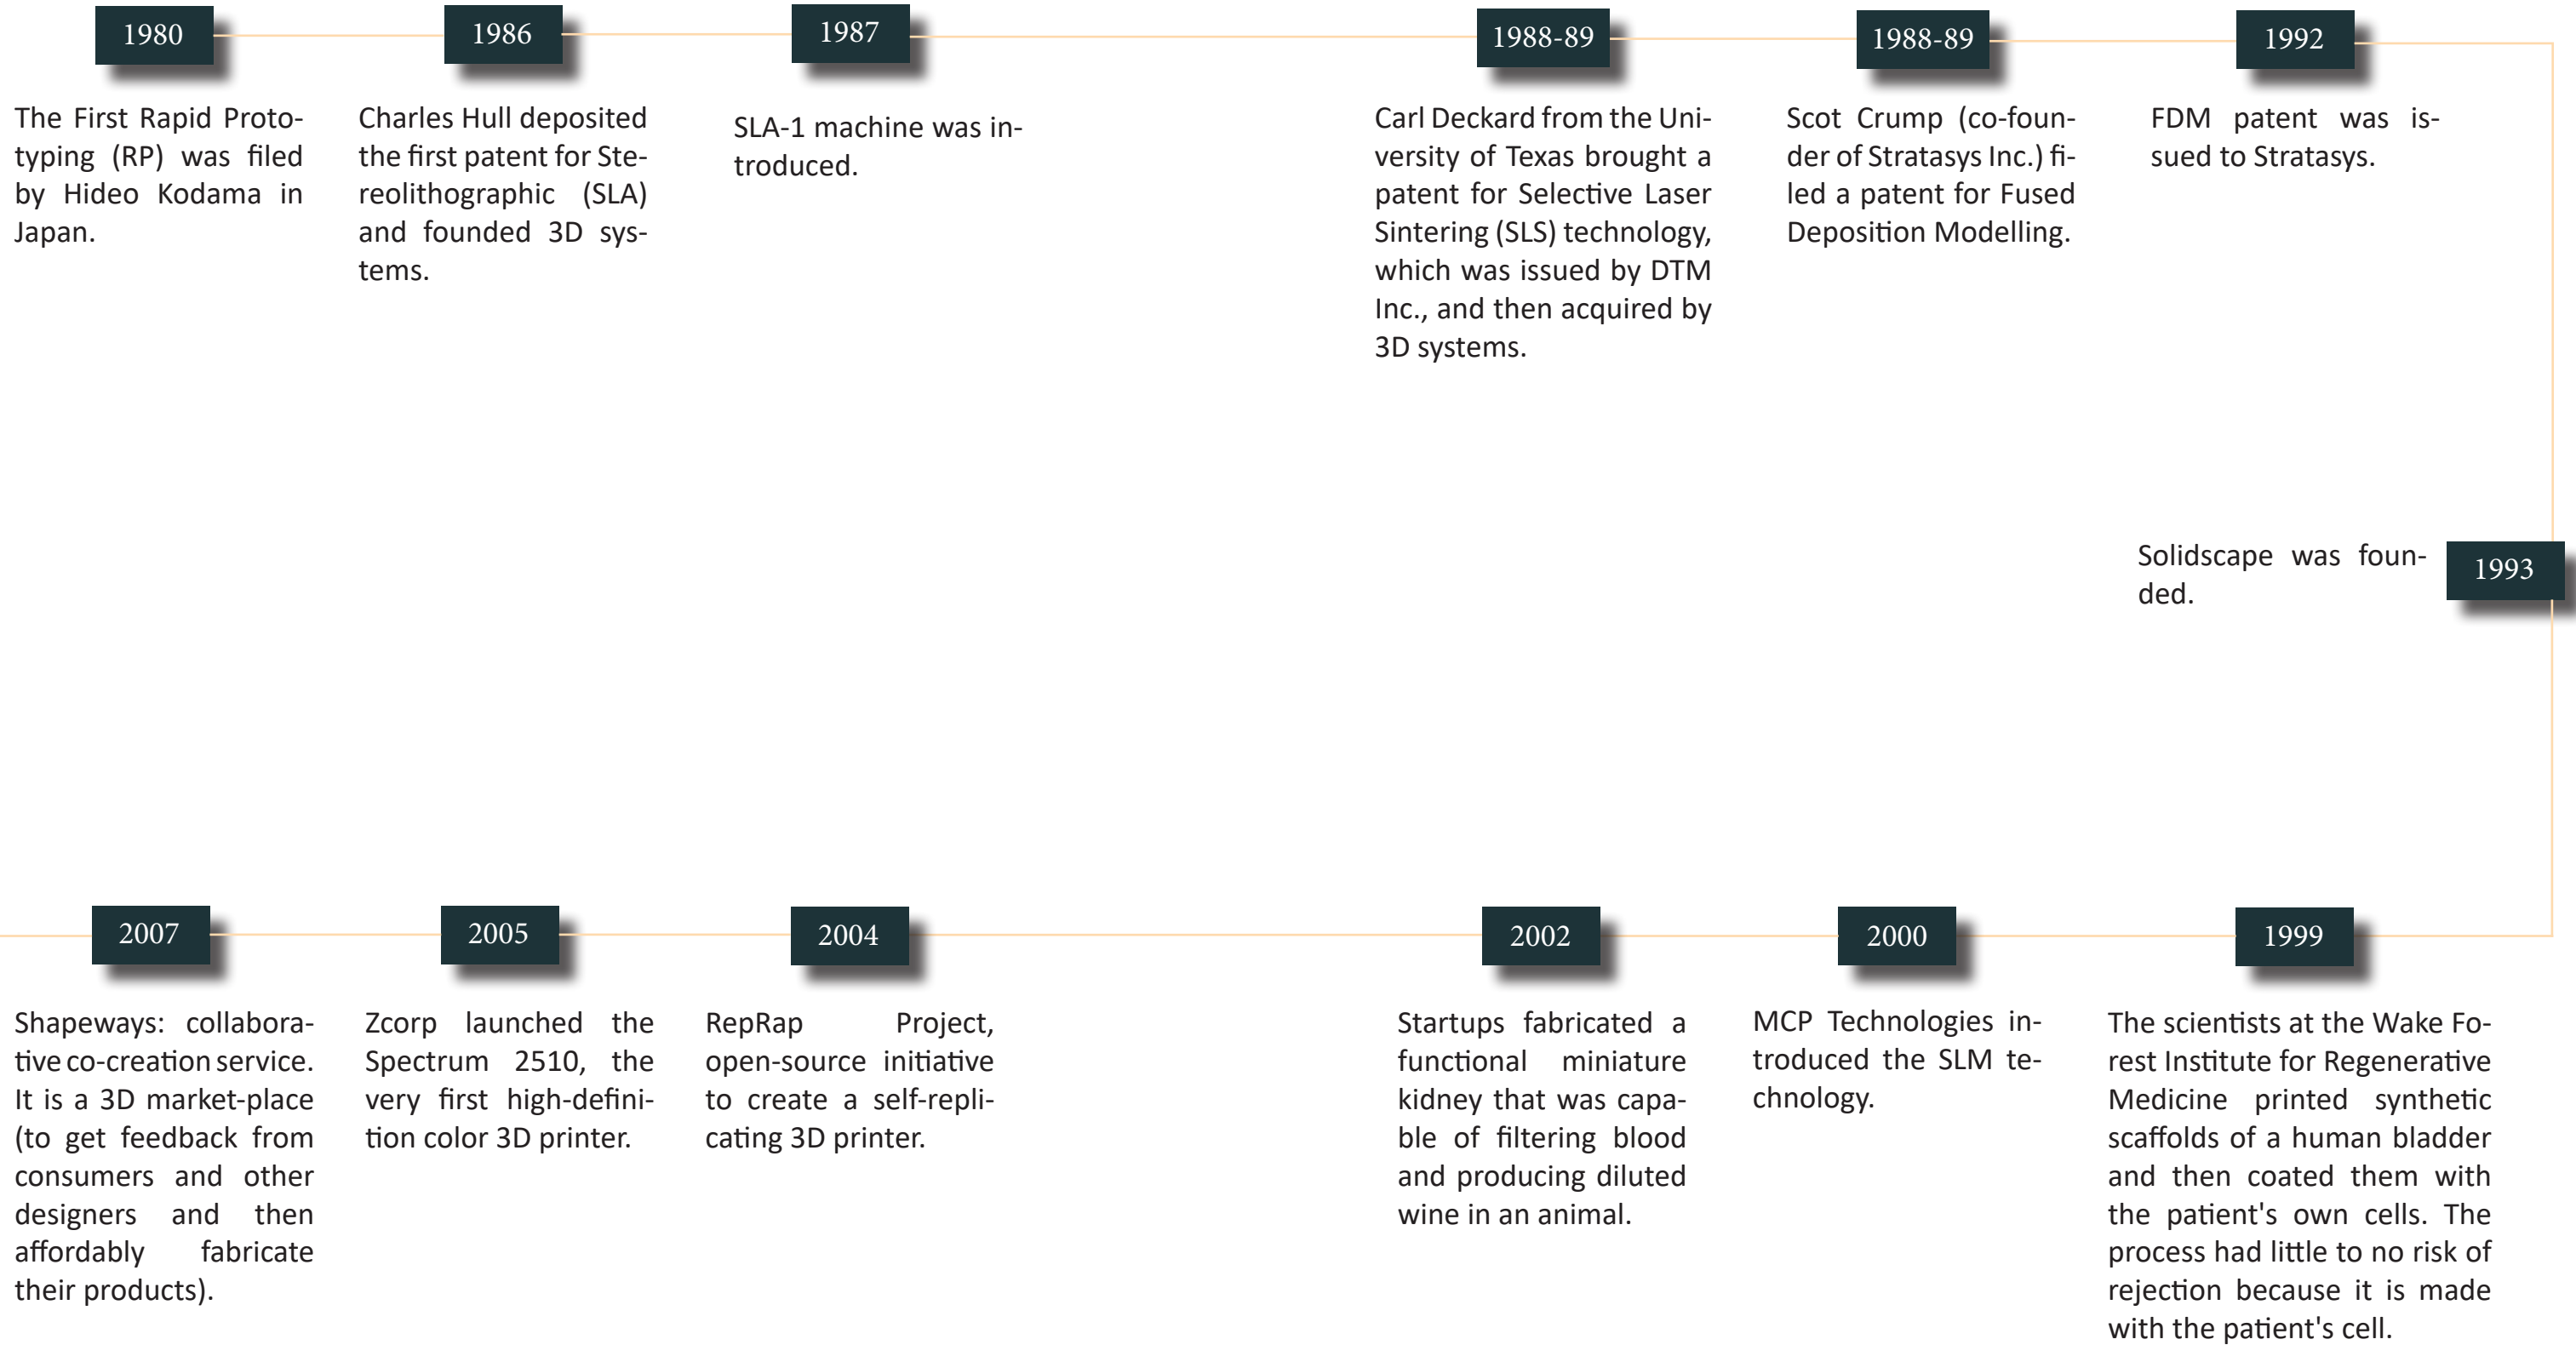 1980
The First Rapid Proto-
typing (RP) was filed
by Hideo Kodama in
Japan.
1986
Charles Hull deposited
the first patent for Ste-
reolithographic (SLA)
and founded 3D sys-
tems.
1987
SLA-1 machine was in-
troduced.
1988-89
Carl Deckard from the Uni-
versity of Texas brought a
patent for Selective Laser
Sintering (SLS) technology,
which was issued by DTM
Inc., and then acquired by
3D systems.
1988-89
Scot Crump (co-foun-
der of Stratasys Inc.) fi-
led a patent for Fused
Deposition Modelling.
1992
FDM patent was is-
sued to Stratasys.
1993
Solidscape was foun-
ded.
1999
The scientists at the Wake Fo-
rest Institute for Regenerative
Medicine printed synthetic
scaffolds of a human bladder
and then coated them with
the patient's own cells. The
process had little to no risk of
rejection because it is made
with the patient's cell.
2000
MCP Technologies in-
troduced the SLM te-
chnology.
2002
Startups fabricated a
functional miniature
kidney that was capa-
ble of filtering blood
and producing diluted
wine in an animal.
2004
RepRap Project,
open-source initiative
to create a self-repli-
cating 3D printer.
2005
Zcorp launched the
Spectrum 2510, the
very first high-defini-
tion color 3D printer.
2007
Shapeways: collabora-
tive co-creation service.
It is a 3D market-place
(to get feedback from
consumers and other
designers and then
affordably fabricate
their products).